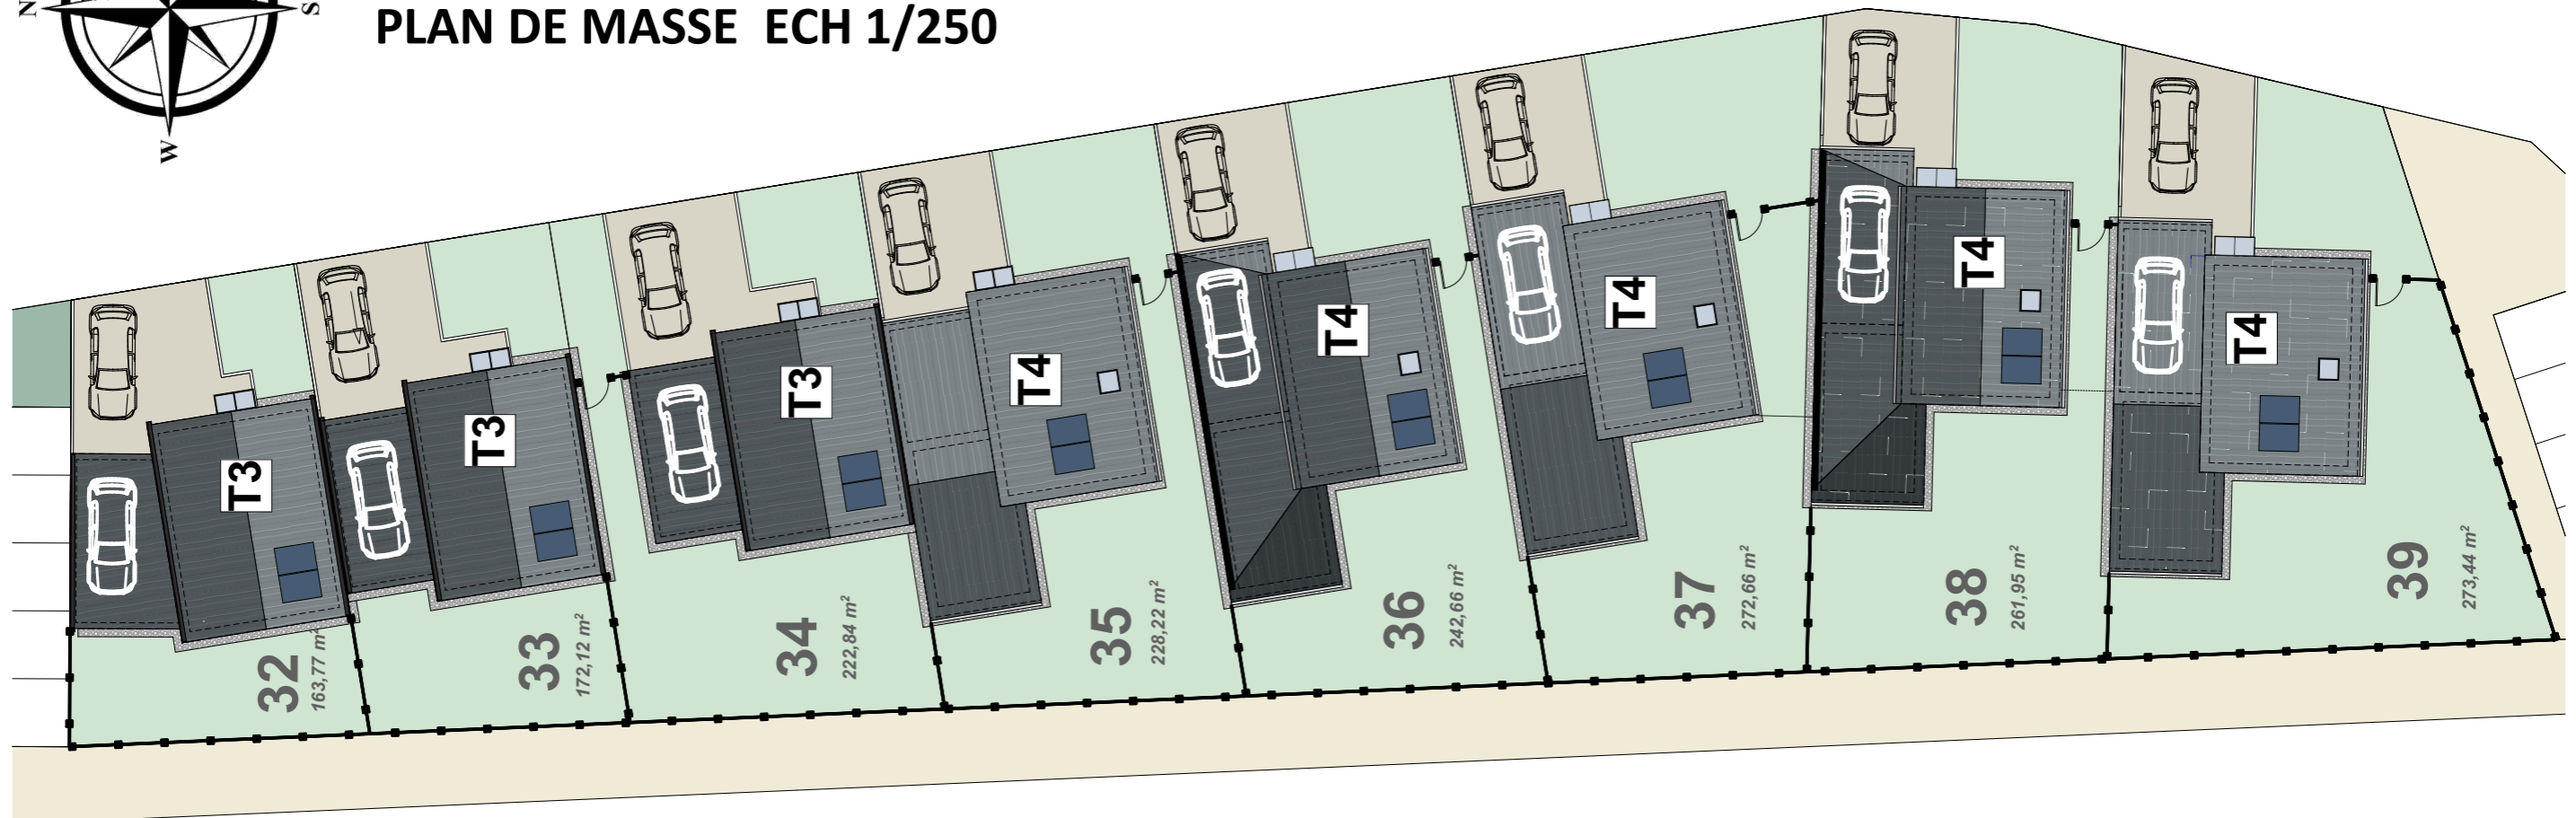 N
S
W
PLAN DE MASSE ECH 1/250
T3
T3
T3
T4
T4
T4
T4
T4
32
163,77 m²
33
172,12 m²
34
222,84 m²
35
228,22 m²
36
242,66 m²
37
272,66 m²
38
261,95 m²
39
273,44 m²